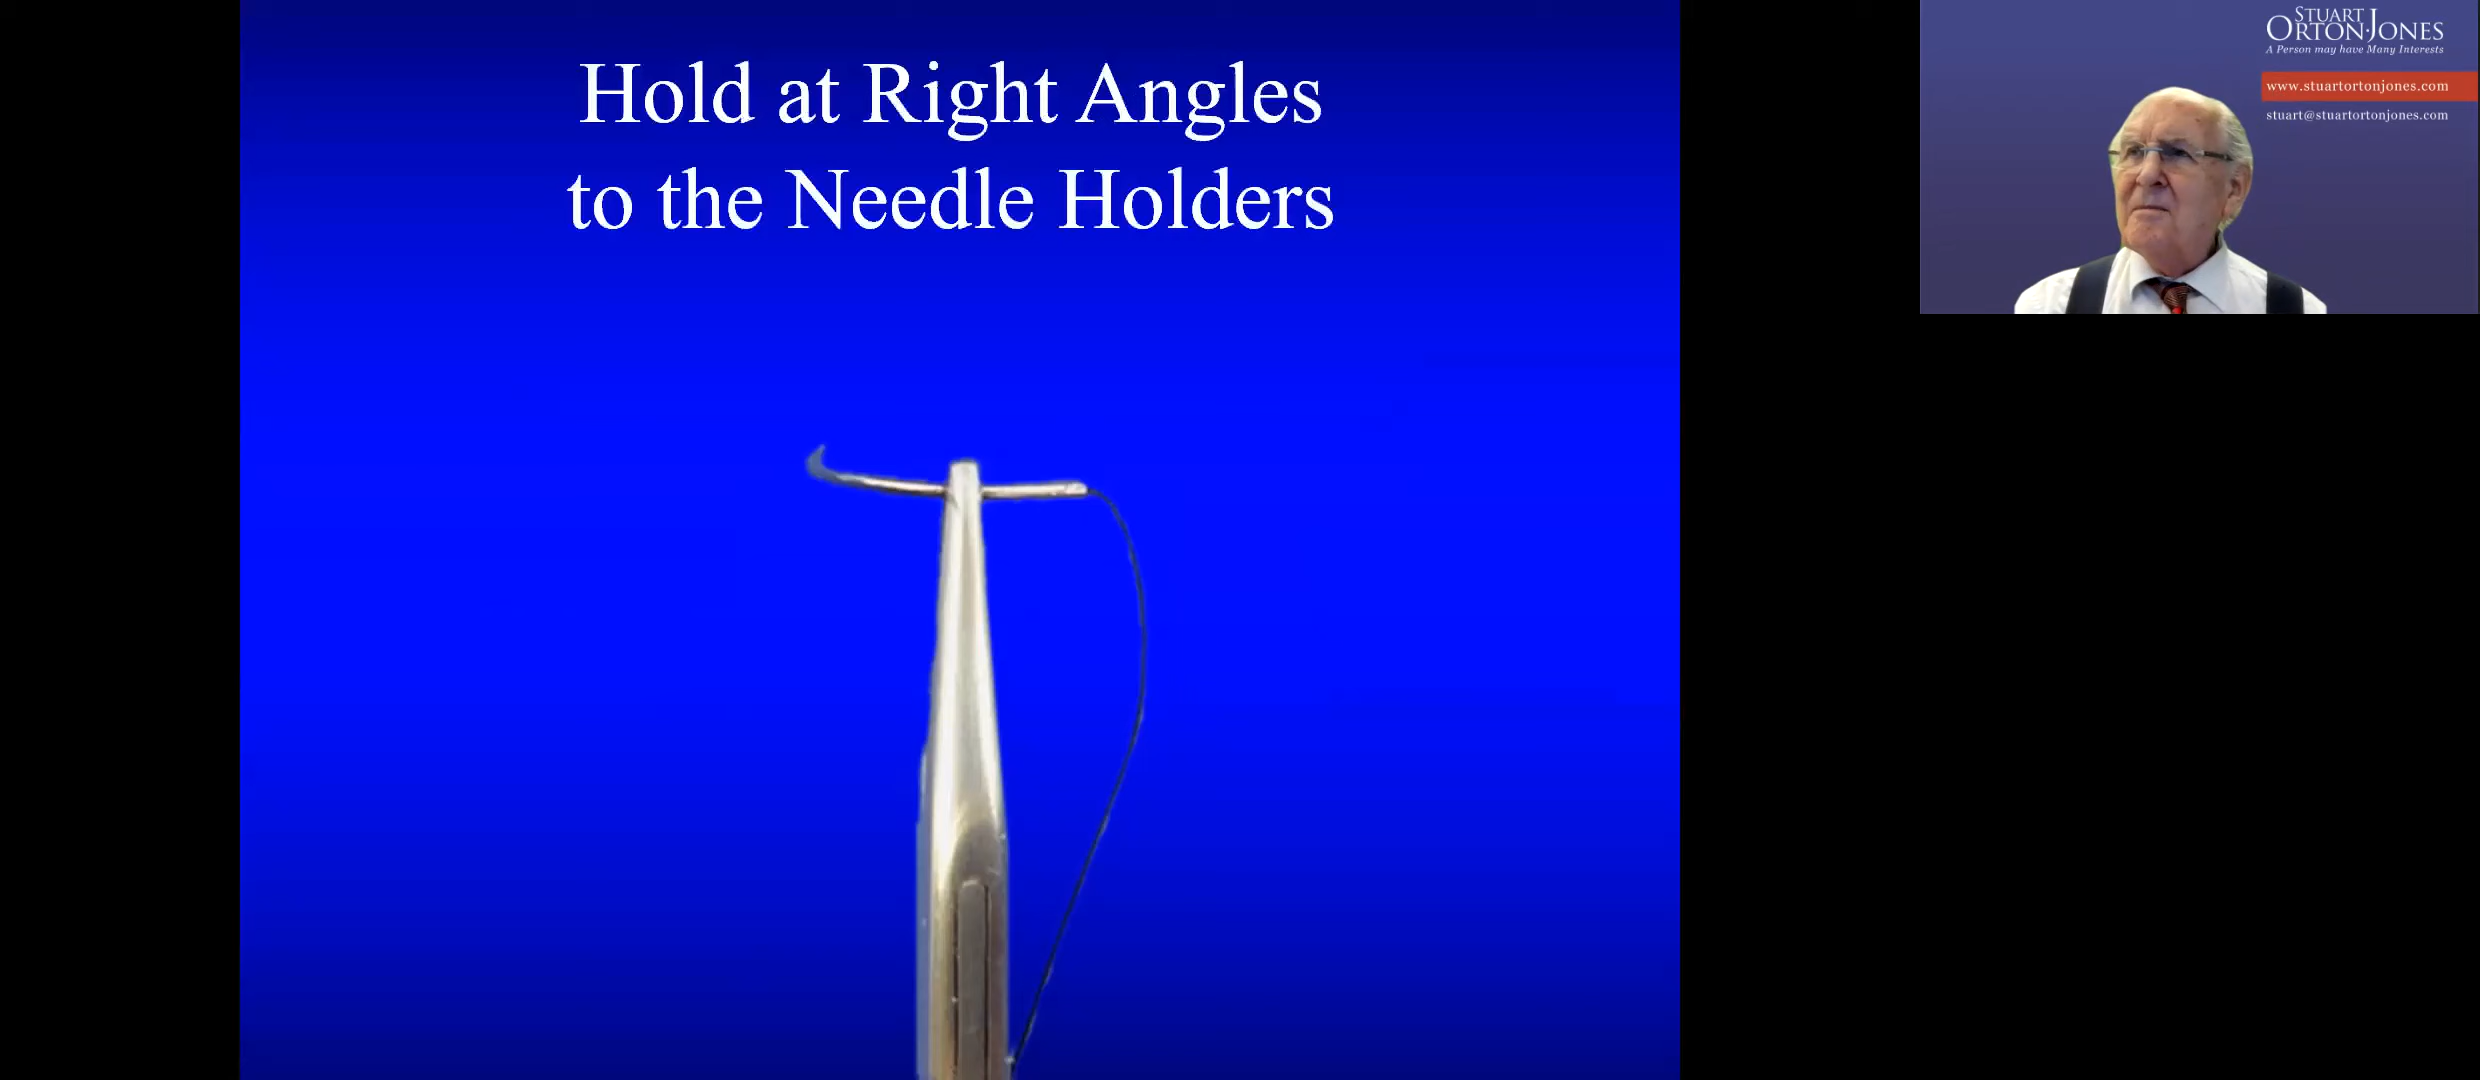 Hold at Right Angles
to the Needle Holders
STUART
ORTON-JONES
A Person may have Many Interests
www.stuartortonjones.com
stuart@stuartortonjones.com